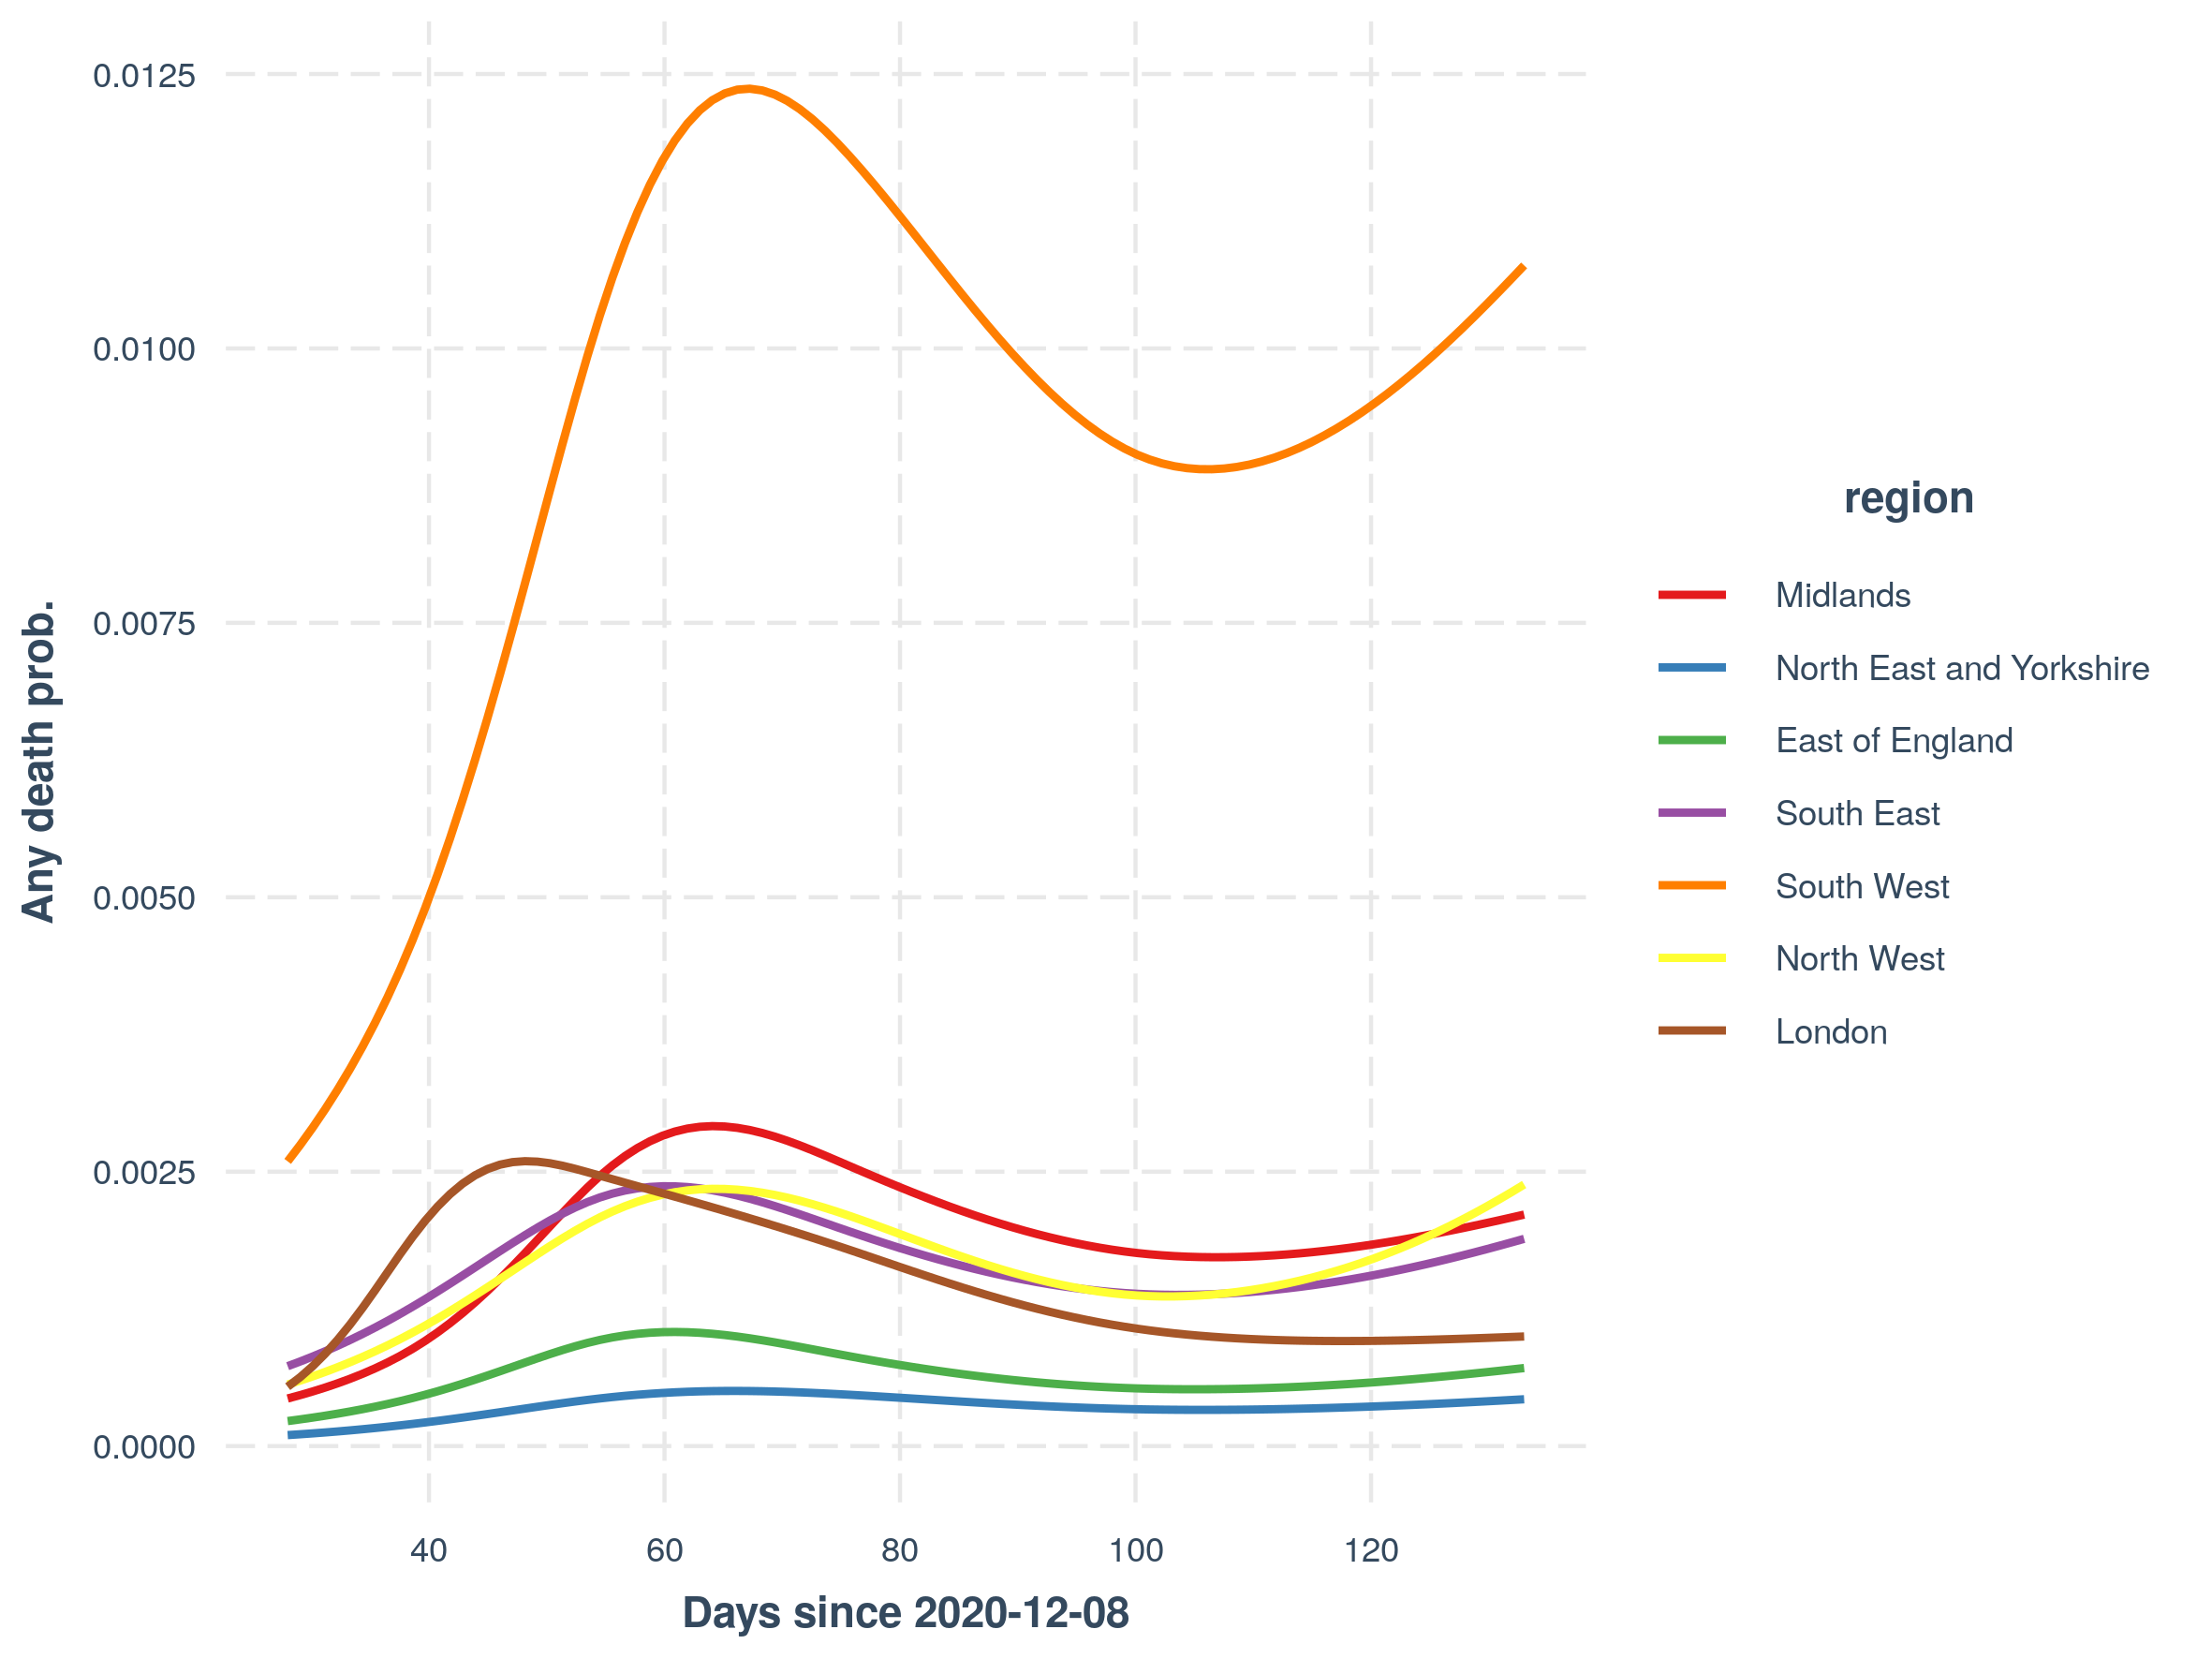 0.0125
0.0100
0.0075
0.0050
0.0025
0.0000
Any death prob.
40 60 80 100 120
Days since 2020-12-08
region
Midlands
North East and Yorkshire
East of England
South East
South West
North West
London